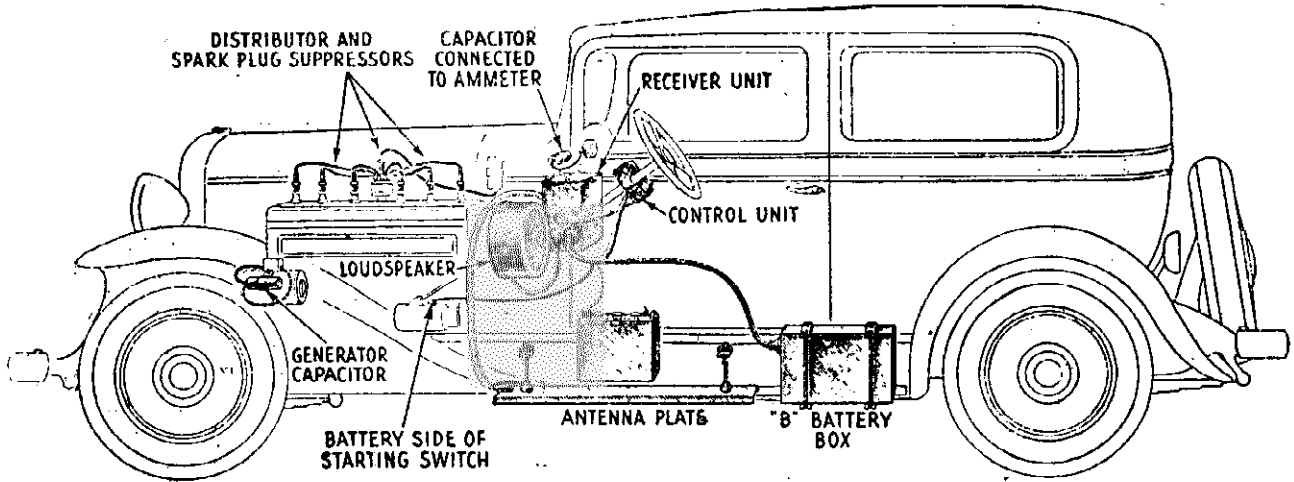 DISTRIBUTOR AND
SPARK PLUG SUPPRESSORS
CAPACITOR
CONNECTED
TO AMMETER
RECEIVER UNIT
CONTROL UNIT
LOUDSPEAKER
GENERATOR
CAPACITOR
BATTERY SIDE OF
STARTING SWITCH
ANTENNA PLATE
"B" BATTERY
BOX